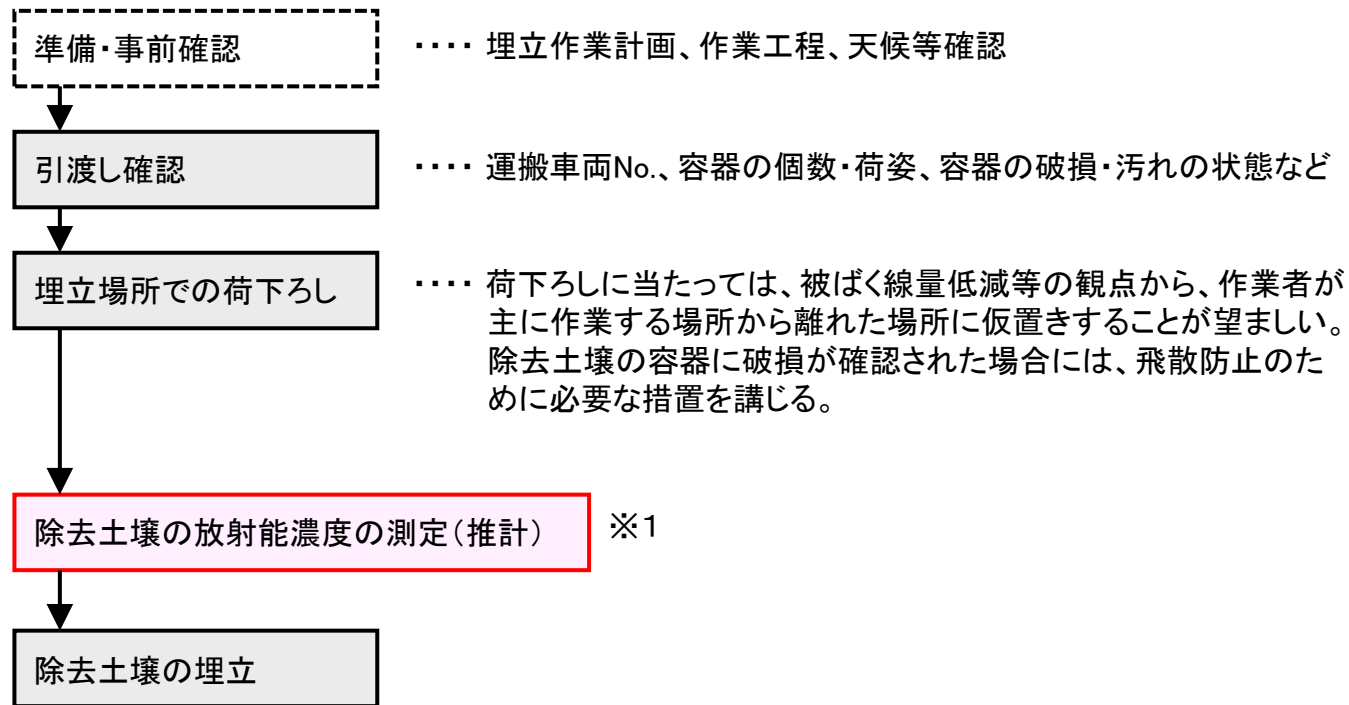 準備・事前確認
・・・・ 埋立作業計画、作業工程、天候等確認
引渡し確認
・・・・ 運搬車両No.、容器の個数・荷姿、容器の破損・汚れの状態など
埋立場所での荷下ろし
・・・・ 荷下ろしに当たっては、被ばく線量低減等の観点から、作業者が
主に作業する場所から離れた場所に仮置きすることが望ましい。
除去土壌の容器に破損が確認された場合には、飛散防止のた
めに必要な措置を講じる。
除去土壌の放射能濃度の測定(推計)
※1
除去土壌の埋立